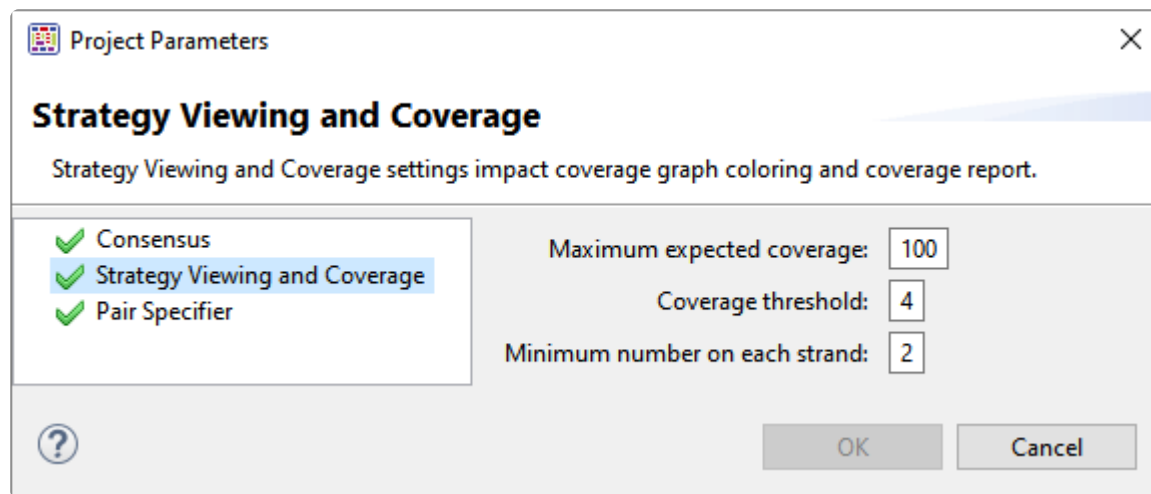 Project Parameters
Strategy Viewing and Coverage
Strategy Viewing and Coverage settings impact coverage graph coloring and coverage report.
Consensus
Strategy Viewing and Coverage
Pair Specifier
Maximum expected coverage: 100
Coverage threshold: 4
Minimum number on each strand: 2
?
OK
Cancel